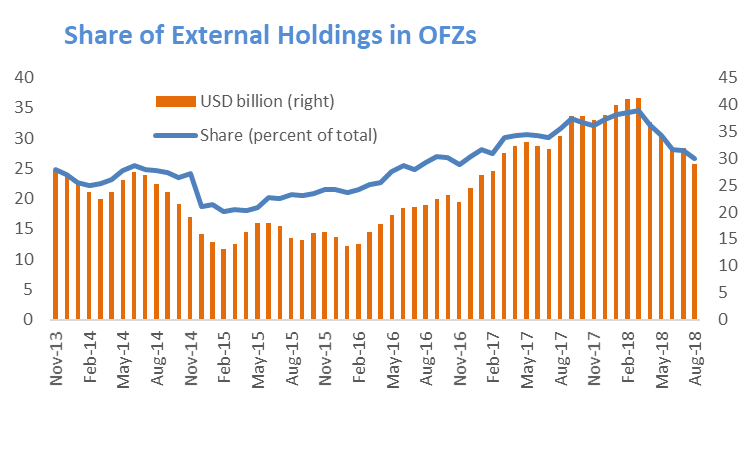 Share of External Holdings in OFZs
40
35
30
25
20
15
10
5
0
USD billion (right)
Share (percent of total)
45
40
35
30
25
20
15
10
5
0
Nov-13
Feb-14
May-14
Aug-14
Nov-14
Feb-15
May-15
Aug-15
Nov-15
Feb-16
May-16
Aug-16
Nov-16
Feb-17
May-17
Aug-17
Nov-17
Feb-18
May-18
Aug-18